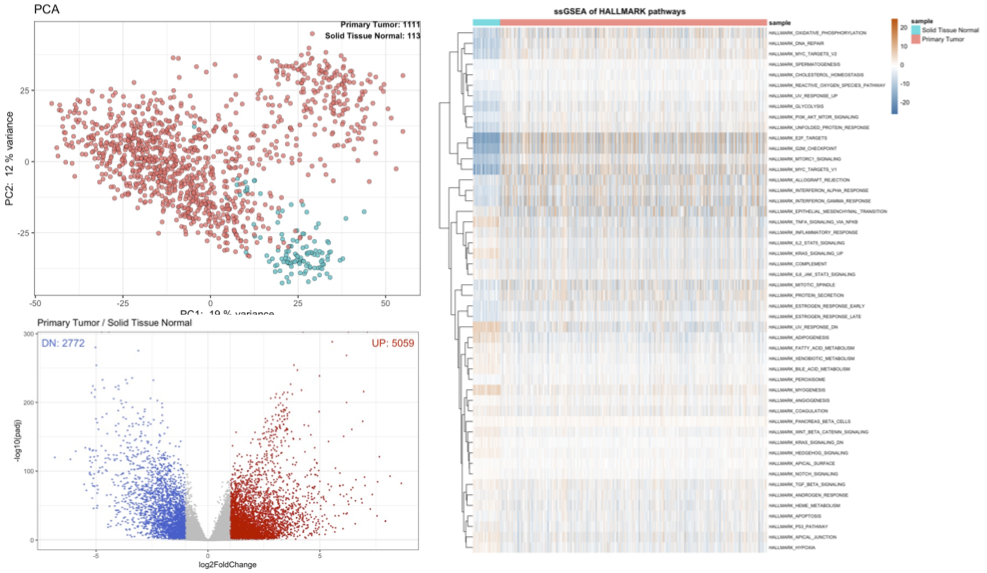 PCA
Primary Tumor: 1111
Solid Tissue Normal: 113
PC2: 12 % variance
25
0
-25
-50
-25
0
25
50
PC1: 19 % variance
Primary Tumor / Solid Tissue Normal
DN: 2772
UP: 5059
-log10(padj)
300
200
100
0
-5
0
5
log2FoldChange
ssGSEA of HALLMARK pathways
sample
HALLMARK_OXIDATIVE_PHOSPHORYLATION
HALLMARK_DNA_REPAIR
HALLMARK_MYC_TARGETS_V2
HALLMARK_SPERMATOGENESIS
HALLMARK_CHOLESTEROL_HOMEOSTASIS
HALLMARK_REACTIVE_OXYGEN_SPECIES_PATHWAY
HALLMARK_UV_RESPONSE_UP
HALLMARK_GLYCOLYSIS
HALLMARK_PI3K_AKT_MTOR_SIGNALING
HALLMARK_UNFOLDED_PROTEIN_RESPONSE
HALLMARK_E2F_TARGETS
HALLMARK_G2M_CHECKPOINT
HALLMARK_MTORC1_SIGNALING
HALLMARK_MYC_TARGETS_V1
HALLMARK_ALLOGRAFT_REJECTION
HALLMARK_INTERFERON_ALPHA_RESPONSE
HALLMARK_INTERFERON_GAMMA_RESPONSE
HALLMARK_EPITHELIAL_MESENCHYMAL_TRANSITION
HALLMARK_TNFA_SIGNALING_VIA_NFKB
HALLMARK_INFLAMMATORY_RESPONSE
HALLMARK_IL2_STAT5_SIGNALING
HALLMARK_KRAS_SIGNALING_UP
HALLMARK_COMPLEMENT
HALLMARK_IL6_JAK_STAT3_SIGNALING
HALLMARK_MITOTIC_SPINDLE
HALLMARK_PROTEIN_SECRETION
HALLMARK_ESTROGEN_RESPONSE_EARLY
HALLMARK_ESTROGEN_RESPONSE_LATE
HALLMARK_UV_RESPONSE_DN
HALLMARK_ADIPOGENESIS
HALLMARK_FATTY_ACID_METABOLISM
HALLMARK_XENOBIOTIC_METABOLISM
HALLMARK_BILE_ACID_METABOLISM
HALLMARK_PEROXISOME
HALLMARK_MYOGENESIS
HALLMARK_ANGIOGENESIS
HALLMARK_COAGULATION
HALLMARK_PANCREAS_BETA_CELLS
HALLMARK_WNT_BETA_CATENIN_SIGNALING
HALLMARK_KRAS_SIGNALING_DN
HALLMARK_HEDGEHOG_SIGNALING
HALLMARK_APICAL_SURFACE
HALLMARK_NOTCH_SIGNALING
HALLMARK_TGF_BETA_SIGNALING
HALLMARK_ANDROGEN_RESPONSE
HALLMARK_HEME_METABOLISM
HALLMARK_APOPTOSIS
HALLMARK_P53_PATHWAY
HALLMARK_APICAL_JUNCTION
HALLMARK_HYPOXIA
20
10
0
-10
-20
sample
Solid Tissue Normal
Primary Tumor